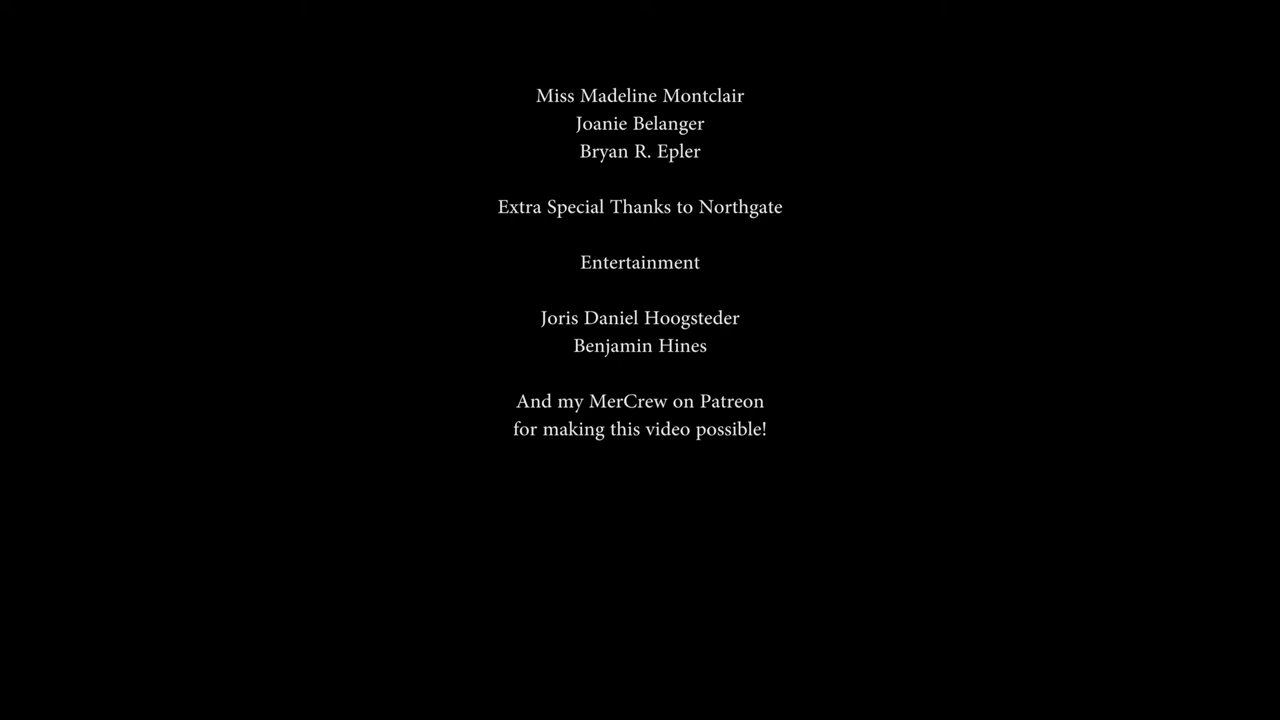 Miss Madeline Montclair
Joanie Belanger
Bryan R. Epler
Extra Special Thanks to Northgate
Entertainment
Joris Daniel Hoogsteder
Benjamin Hines
And my MerCrew on Patreon
for making this video possible!